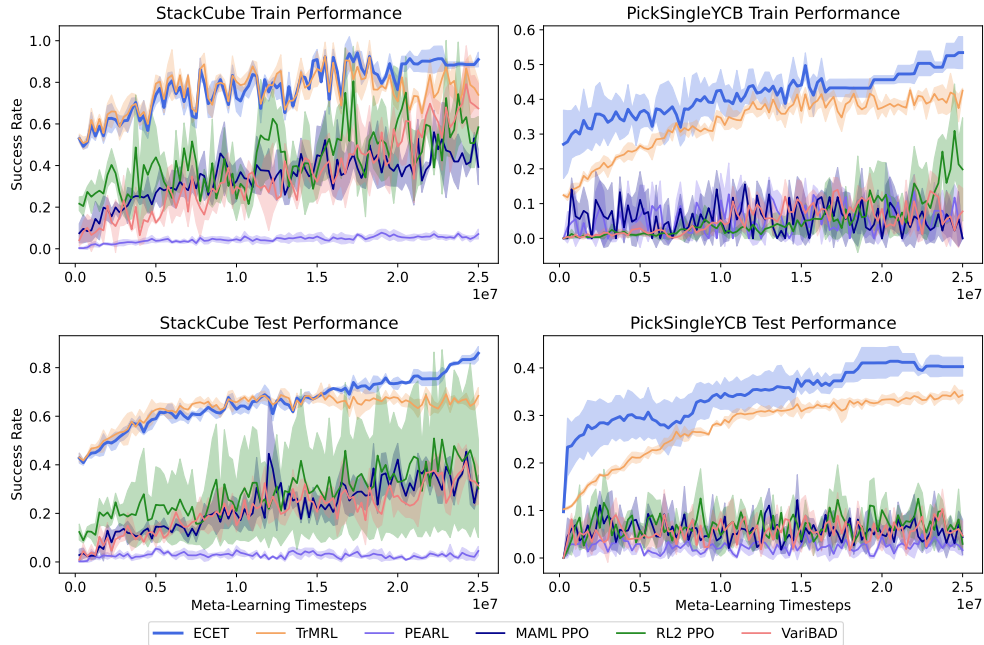 StackCube Train Performance
PickSingleYCB Train Performance
Success Rate
1.0
0.8
0.6
0.4
0.2
0.0
0.0 0.5 1.0 1.5 2.0 2.5
1e7
0.6
0.5
0.4
0.3
0.2
0.1
0.0
0.0 0.5 1.0 1.5 2.0 2.5
1e7
StackCube Test Performance
PickSingleYCB Test Performance
Success Rate
0.8
0.6
0.4
0.2
0.0
0.0 0.5 1.0 1.5 2.0 2.5
1e7
Meta-Learning Timesteps
0.4
0.3
0.2
0.1
0.0
0.0 0.5 1.0 1.5 2.0 2.5
1e7
Meta-Learning Timesteps
ECET TrMRL PEARL MAML PPO RL2 PPO VariBAD